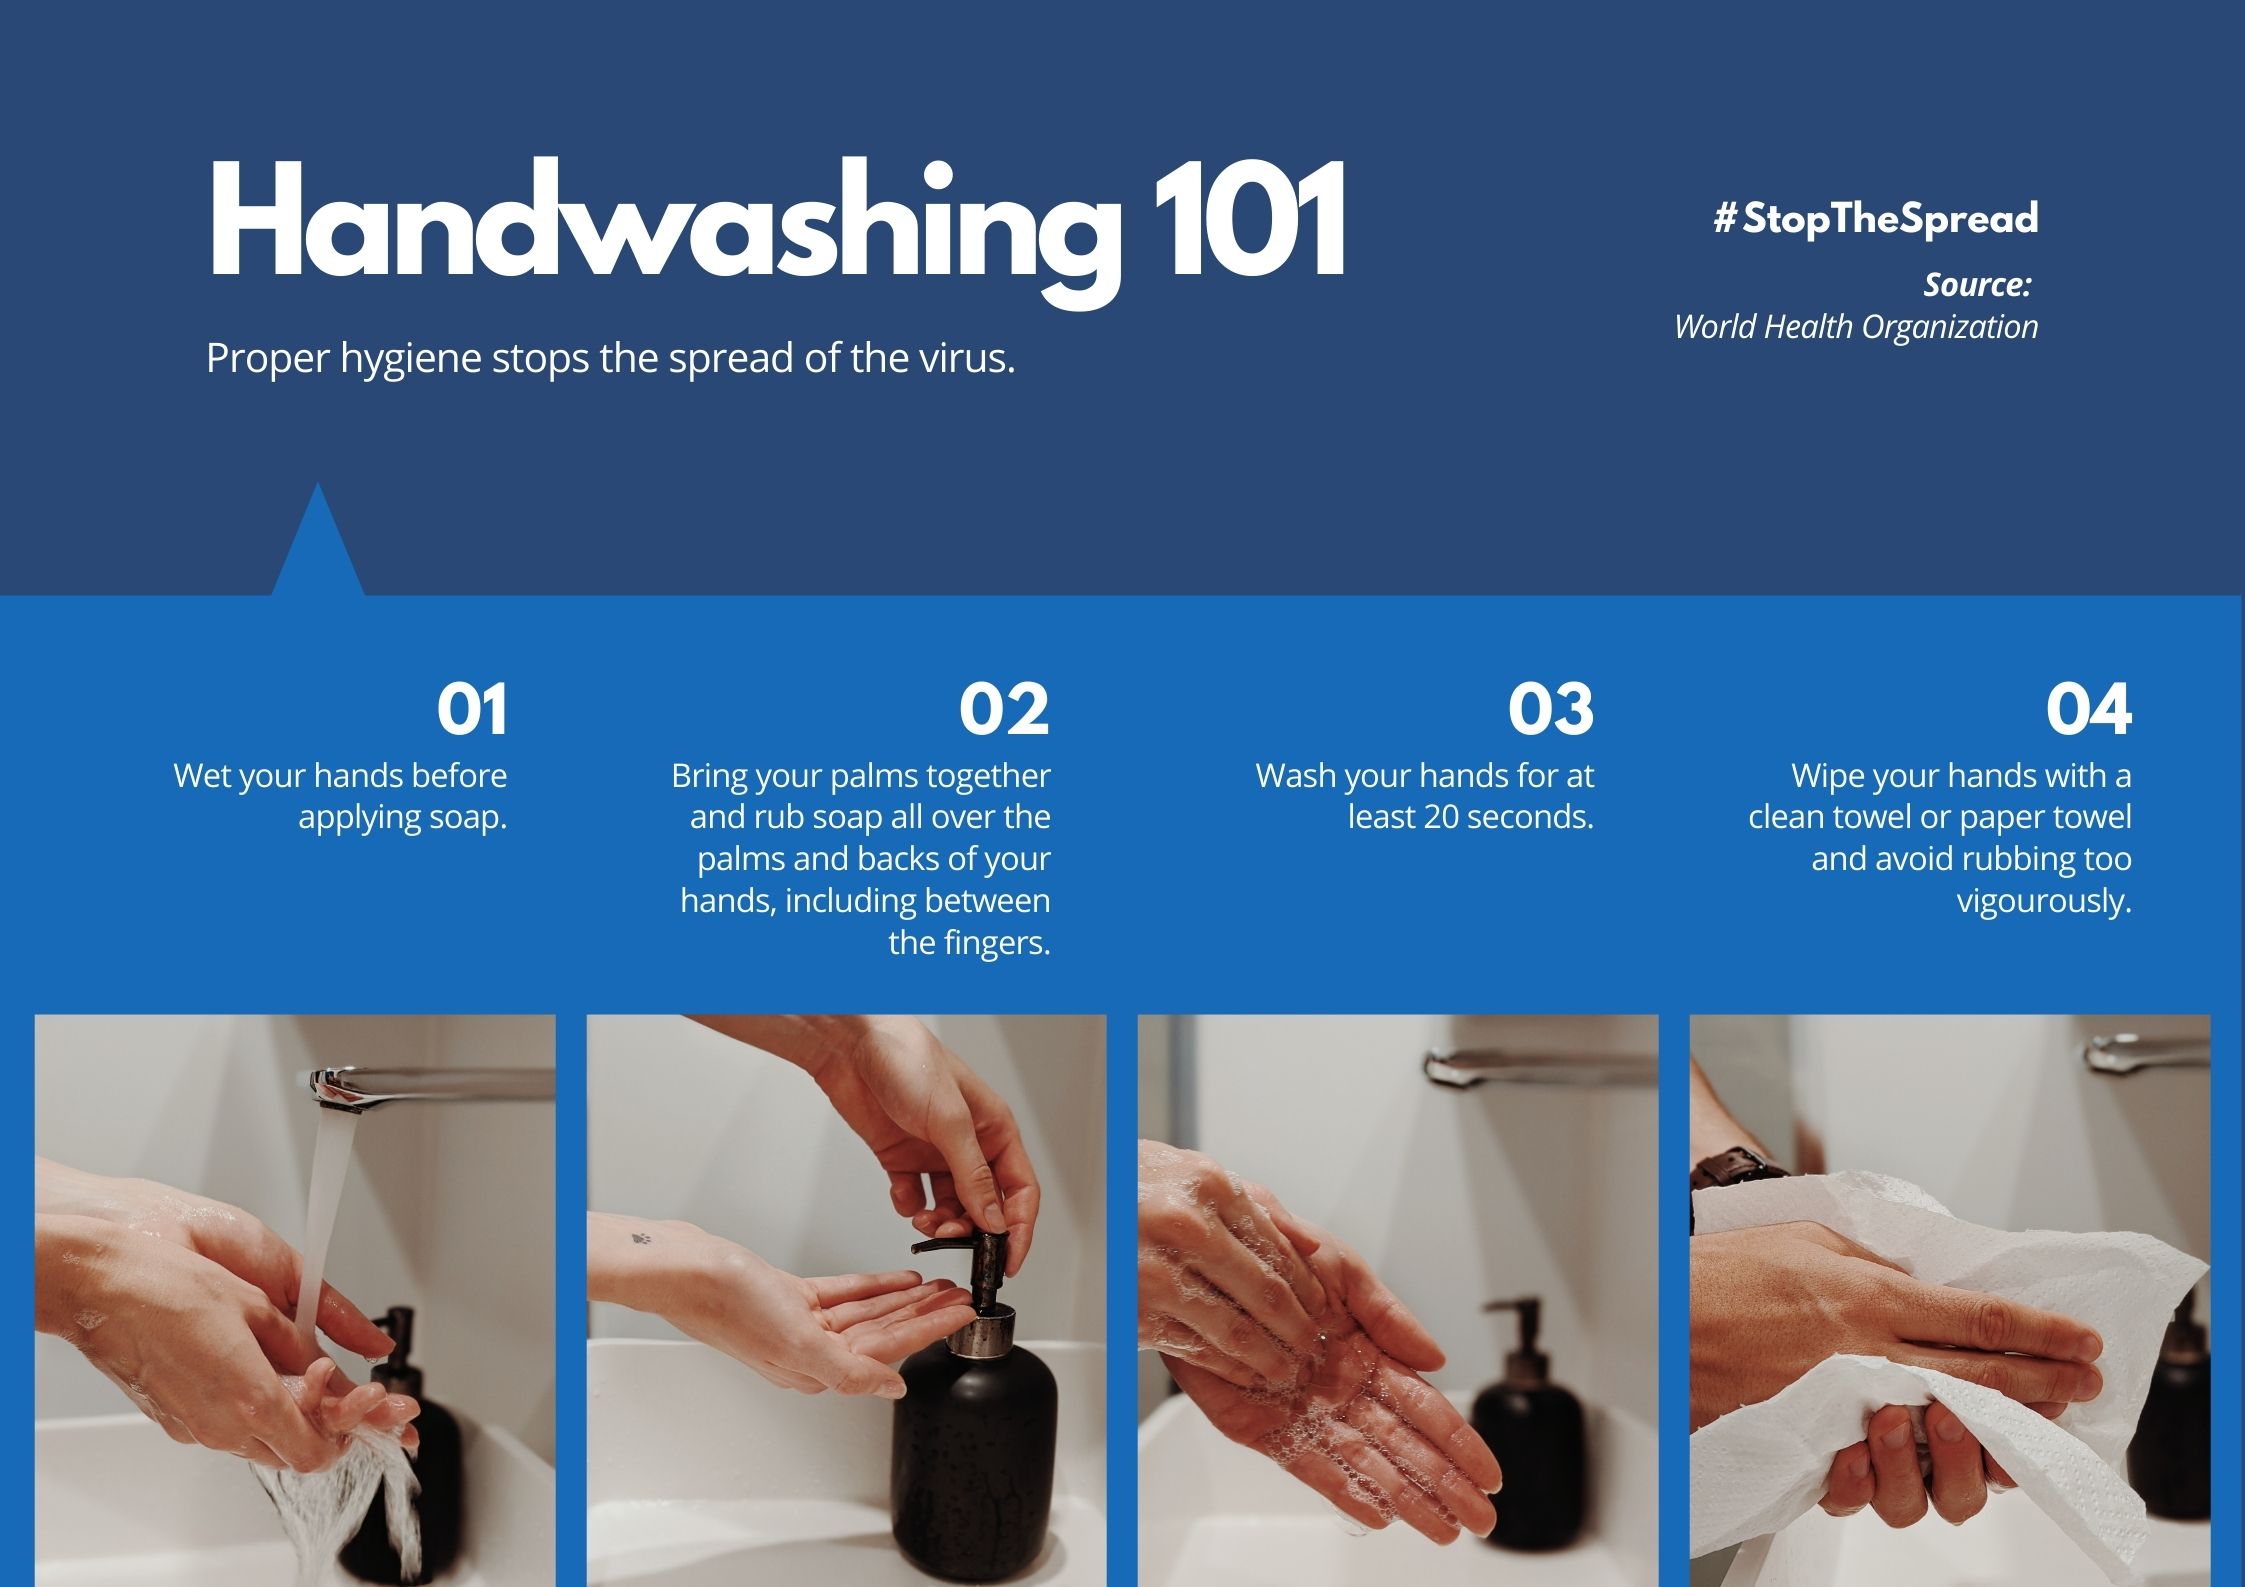 Handwashing 101
Proper hygiene stops the spread of the virus.
#StopTheSpread
Source:
World Health Organization
01
Wet your hands before
applying soap.
02
Bring your palms together
and rub soap all over the
palms and backs of your
hands, including between
the fingers.
03
Wash your hands for at
least 20 seconds.
04
Wipe your hands with a
clean towel or paper towel
and avoid rubbing too
vigourously.